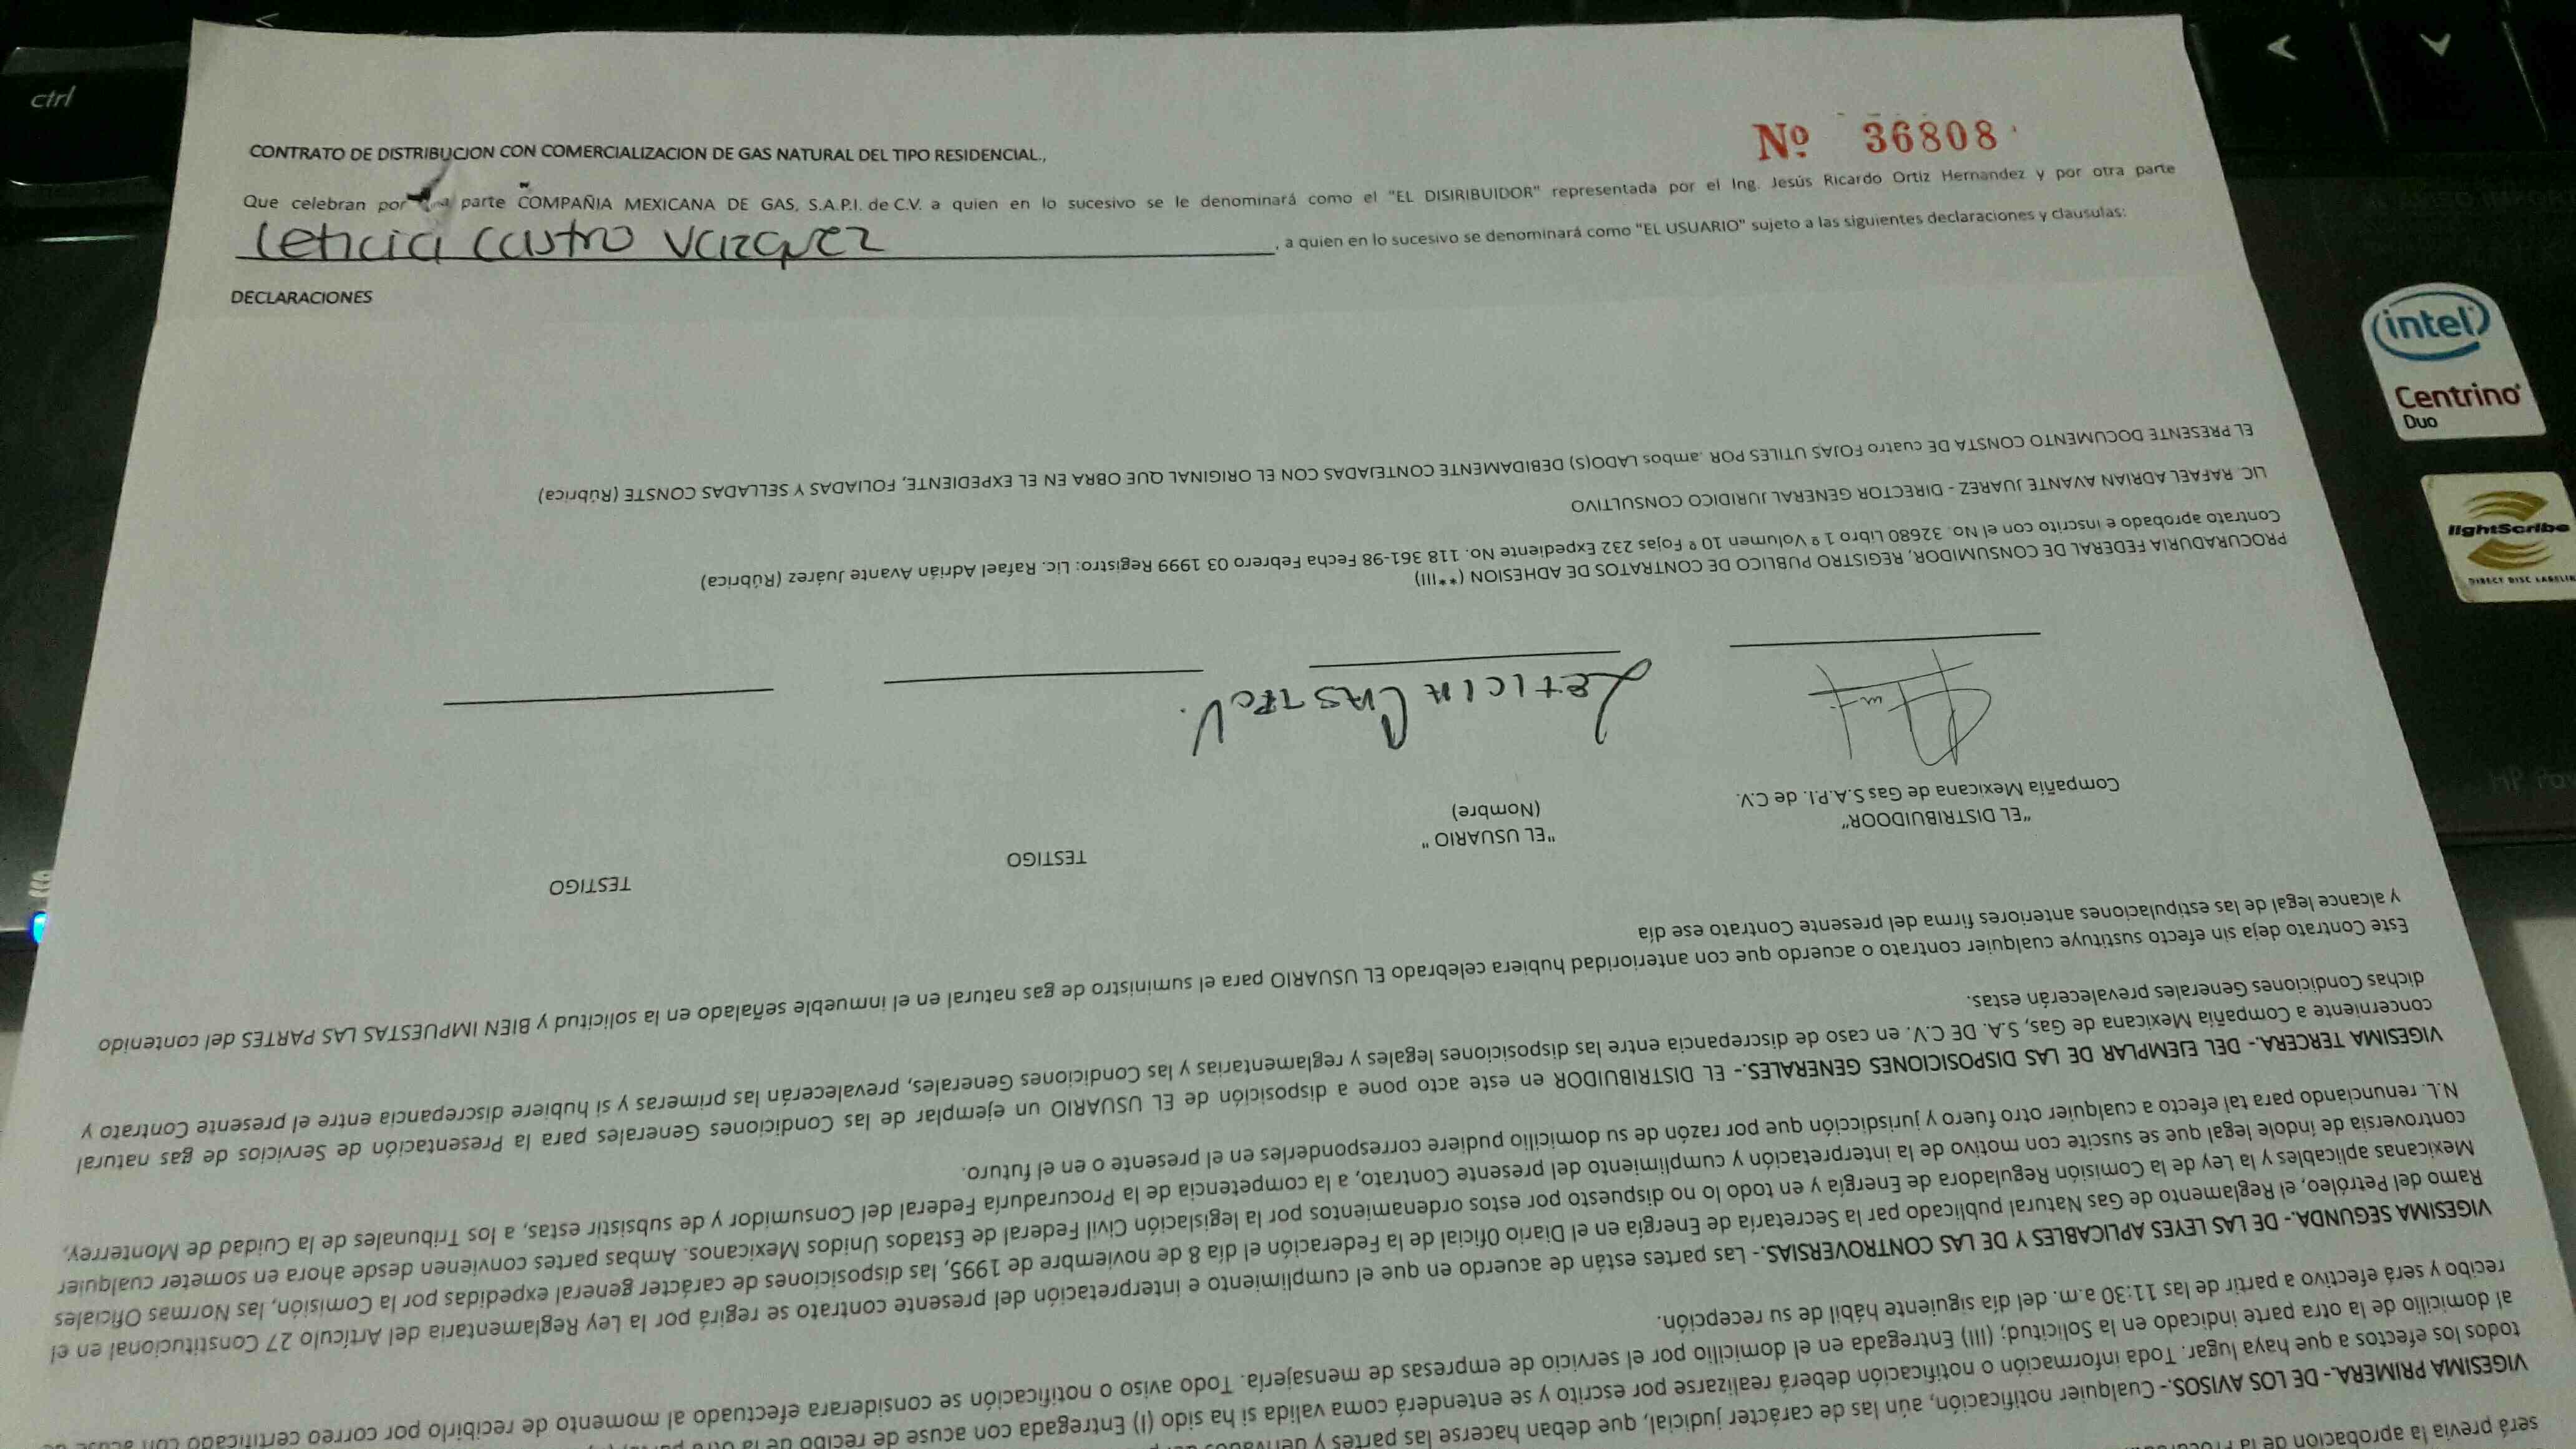 ctrl
Nº 36808
CONTRATO DE DISTRIBUCION CON COMERCIALIZACION DE GAS NATURAL DEL TIPO RESIDENCIAL.,
Que celebran por una parte COMPAÑIA MEXICANA DE GAS, S.A.P.I. de C.V. a quien en lo sucesivo se le denominará como el "EL DISIRIBUIDOR" representada por el Ing. Jesús Ricardo Ortiz Hernandez y por otra parte
Leticia Castro Vazquez, a quien en lo sucesivo se denominará como "EL USUARIO" sujeto a las siguientes declaraciones y clausulas:
DECLARACIONES
será previa la aprobación de la
VIGESIMA PRIMERA.- DE LOS AVISOS.- Cualquier notificación, aún las de carácter judicial, que deban hacerse las partes y
todos los efectos a que haya lugar. Toda información o notificación deberá realizarse por escrito y se entenderá coma valida si ha sido (I) Entregada con acuse de recibo de la
al domicilio de la otra parte indicado en la Solicitud; (III) Entregada en el domicilio por el servicio de empresas de mensajería. Todo aviso o notificación se considerara efectuado al momento de recibirlo por correo certificado con acuse de
recibo y será efectivo a partir de las 11:30 a.m. del día siguiente hábil de su recepción.
VIGESIMA SEGUNDA.- DE LAS LEYES APLICABLES Y DE LAS CONTROVERSIAS.- Las partes están de acuerdo en que el cumplimiento e interpretación del presente contrato se regirá por la Ley Reglamentaria del Artículo 27 Constitucional en el
Ramo del Petróleo, el Reglamento de Gas Natural publicado par la Secretaría de Energía en el Diario Oficial de la Federación el día 8 de noviembre de 1995, las disposiciones de carácter general expedidas por la Comisión, las Normas Oficiales
Mexicanas aplicables y la Ley de la Comisión Reguladora de Energía y en todo lo no dispuesto por estos ordenamientos por la legislación Civil Federal de Estados Unidos Mexicanos. Ambas partes convienen desde ahora en someter cualquier
controversia de índole legal que se suscite con motivo de la interpretación y cumplimiento del presente Contrato, a la competencia de la Procuraduría Federal del Consumidor y de subsistir estas, a los Tribunales de la Cuidad de Monterrey,
N.L. renunciando para tal efecto a cualquier otro fuero y jurisdicción que por razón de su domicilio pudiere corresponderles en el presente o en el futuro.
VIGESIMA TERCERA.- DEL EJEMPLAR DE LAS DISPOSICIONES GENERALES.- EL DISTRIBUIDOR en este acto pone a disposición de EL USUARIO un ejemplar de las Condiciones Generales para la Presentación de Servicios de gas natural
concerniente a Compañía Mexicana de Gas, S.A. DE C.V. en caso de discrepancia entre las disposiciones legales y reglamentarias y las Condiciones Generales, prevalecerán las primeras y si hubiere discrepancia entre el presente Contrato y
dichas Condiciones Generales prevalecerán estas.
Este Contrato deja sin efecto sustituye cualquier contrato o acuerdo que con anterioridad hubiera celebrado EL USUARIO para el suministro de gas natural en el inmueble señalado en la solicitud y BIEN IMPUESTAS LAS PARTES del contenido
y alcance legal de las estipulaciones anteriores firma del presente Contrato ese día
"EL DISTRIBUIDOOR"
Compañía Mexicana de Gas S.A.P.I. de C.V.
"EL USUARIO "
(Nombre)
TESTIGO
TESTIGO
Leticia Castro V.
PROCURADURIA FEDERAL DE CONSUMIDOR, REGISTRO PUBLICO DE CONTRATOS DE ADHESION (**III)
Contrato aprobado e inscrito con el No. 32680 Libro 1 º Volumen 10 º Fojas 232 Expediente No. 118 361-98 Fecha Febrero 03 1999 Registro: Lic. Rafael Adrián Avante Juárez (Rúbrica)
LIC. RAFAEL ADRIAN AVANTE JUAREZ - DIRECTOR GENERAL JURIDICO CONSULTIVO
EL PRESENTE DOCUMENTO CONSTA DE cuatro FOJAS UTILES POR .ambos LADO(S) DEBIDAMENTE CONTEJADAS CON EL ORIGINAL QUE OBRA EN EL EXPEDIENTE, FOLIADAS Y SELLADAS CONSTE (Rúbrica)
intel
Centrino
Duo
lightScribe
DIRECT DISC LABELIN